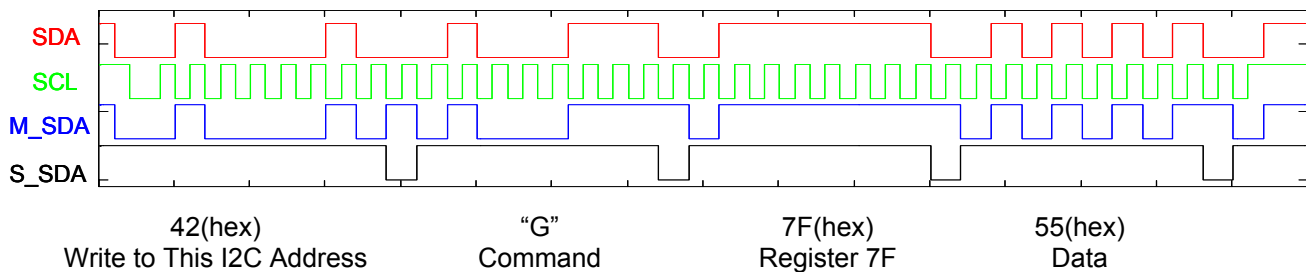 SDA
SCL
M_SDA
S_SDA
42(hex)
Write to This I2C Address
“G”
Command
7F(hex)
Register 7F
55(hex)
Data